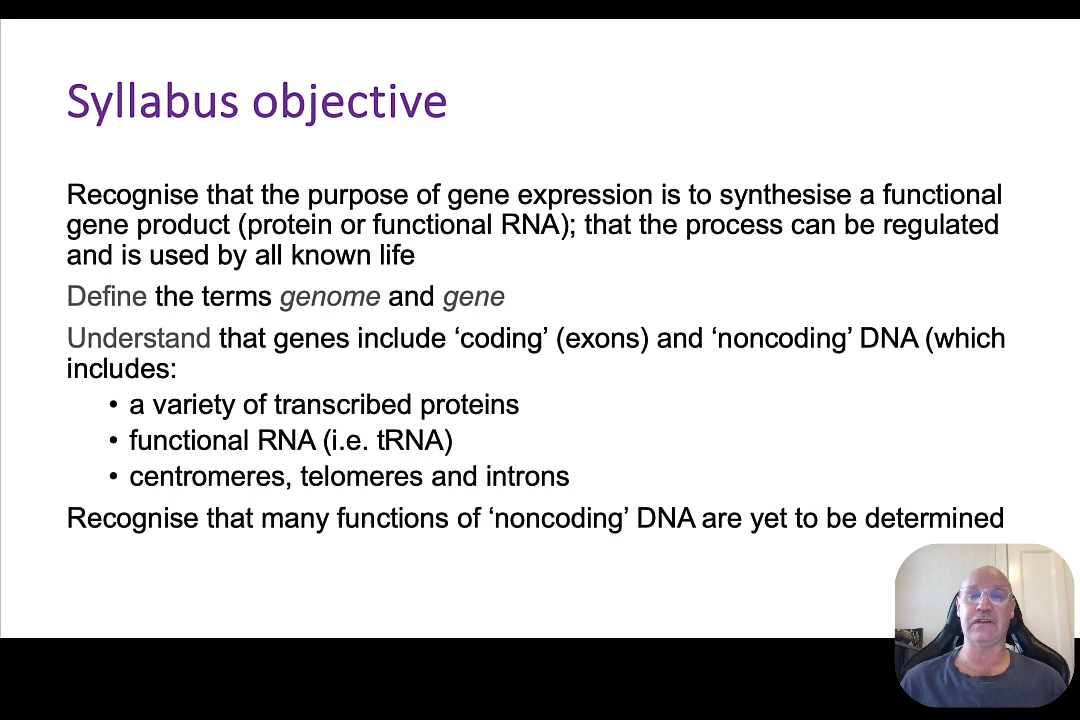 Syllabus objective
Recognise that the purpose of gene expression is to synthesise a functional
gene product (protein or functional RNA); that the process can be regulated
and is used by all known life
Define the terms genome and gene
Understand that genes include ‘coding’ (exons) and ‘noncoding’ DNA (which
includes:
• a variety of transcribed proteins
• functional RNA (i.e. tRNA)
• centromeres, telomeres and introns
Recognise that many functions of ‘noncoding’ DNA are yet to be determined